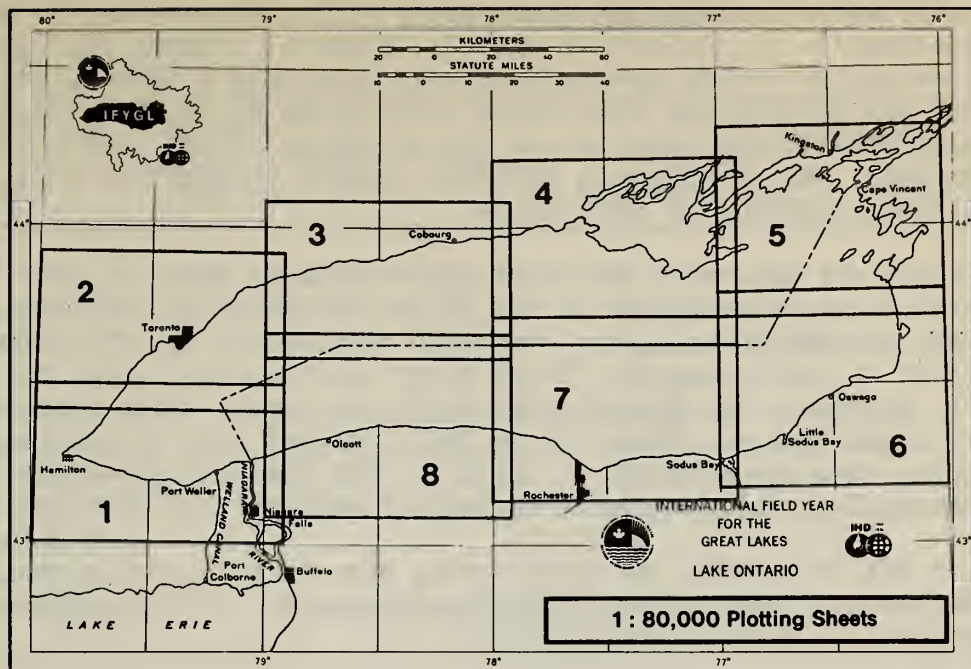 80°
79°
78°
77°
76°
KILOMETERS
20 0 20 40 60
STATUTE MILES
10 0 10 20 30 40
IFYGL
IHD
Kingston
Cape Vincent
44°
44°
4
5
3
Cobourg
2
Toronto
7
Oswego
Little
Sodus Bay
6
Olcott
Sodus Bay
Hamilton
8
Port Weller
Rochester
1
NIAGARA
RIVER
WELLAND CANAL
Niagara
Falls
43°
43°
Port
Colborne
Buffalo
LAKE ERIE
INTERNATIONAL FIELD YEAR
FOR THE
GREAT LAKES
IHD
LAKE ONTARIO
1 : 80,000 Plotting Sheets
79°
78°
77°